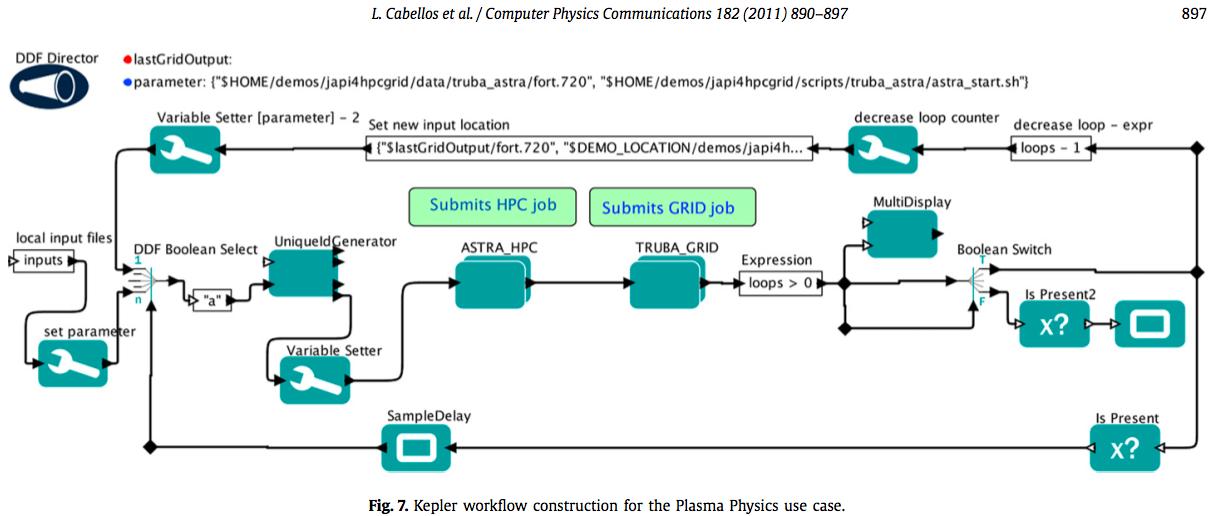 L. Cabellos et al. / Computer Physics Communications 182 (2011) 890–897
897
DDF Director
lastGridOutput:
parameter: {"$HOME/demos/japi4hpcgrid/data/truba_astra/fort.720", "$HOME/demos/japi4hpcgrid/scripts/truba_astra/astra_start.sh"}
Variable Setter [parameter] - 2
Set new input location
{"$lastGridOutput/fort.720", "$DEMO_LOCATION/demos/japi4h...
decrease loop counter
decrease loop - expr
loops - 1
Submits HPC job
Submits GRID job
MultiDisplay
local input files
inputs
DDF Boolean Select
1
n
"a"
UniqueIdGenerator
ASTRA_HPC
TRUBA_GRID
Expression
loops > 0
Boolean Switch
T
F
Is Present2
x?
set parameter
Variable Setter
SampleDelay
Is Present
x?
Fig. 7. Kepler workflow construction for the Plasma Physics use case.